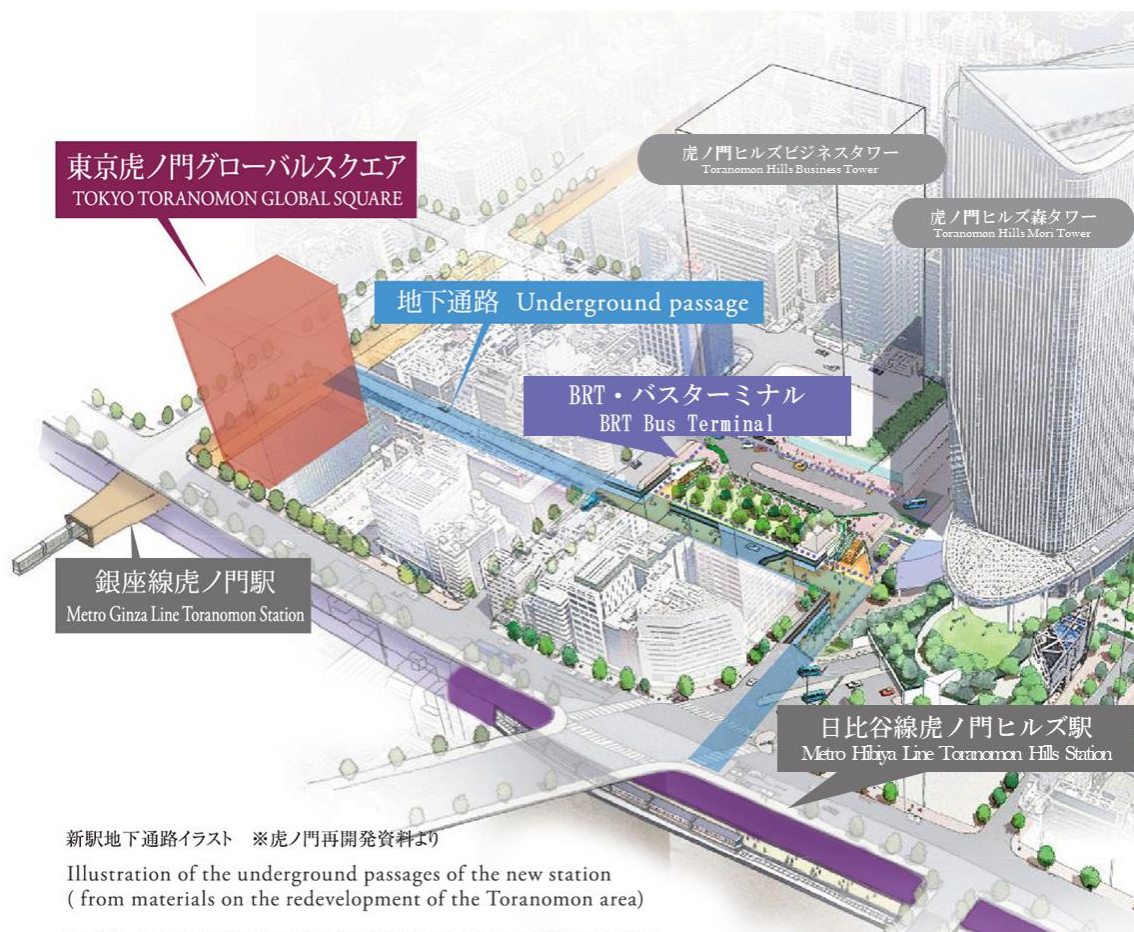 東京虎ノ門グローバルスクエア
TOKYO TORANOMON GLOBAL SQUARE
虎ノ門ヒルズビジネスタワー
Toranomon Hills Business Tower
虎ノ門ヒルズ森タワー
Toranomon Hills Mori Tower
地下通路 Underground passage
BRT・バスターミナル
BRT Bus Terminal
銀座線虎ノ門駅
Metro Ginza Line Toranomon Station
日比谷線虎ノ門ヒルズ駅
Metro Hibiya Line Toranomon Hills Station
新駅地下通路イラスト ※虎ノ門再開発資料より
Illustration of the underground passages of the new station
( from materials on the redevelopment of the Toranomon area)